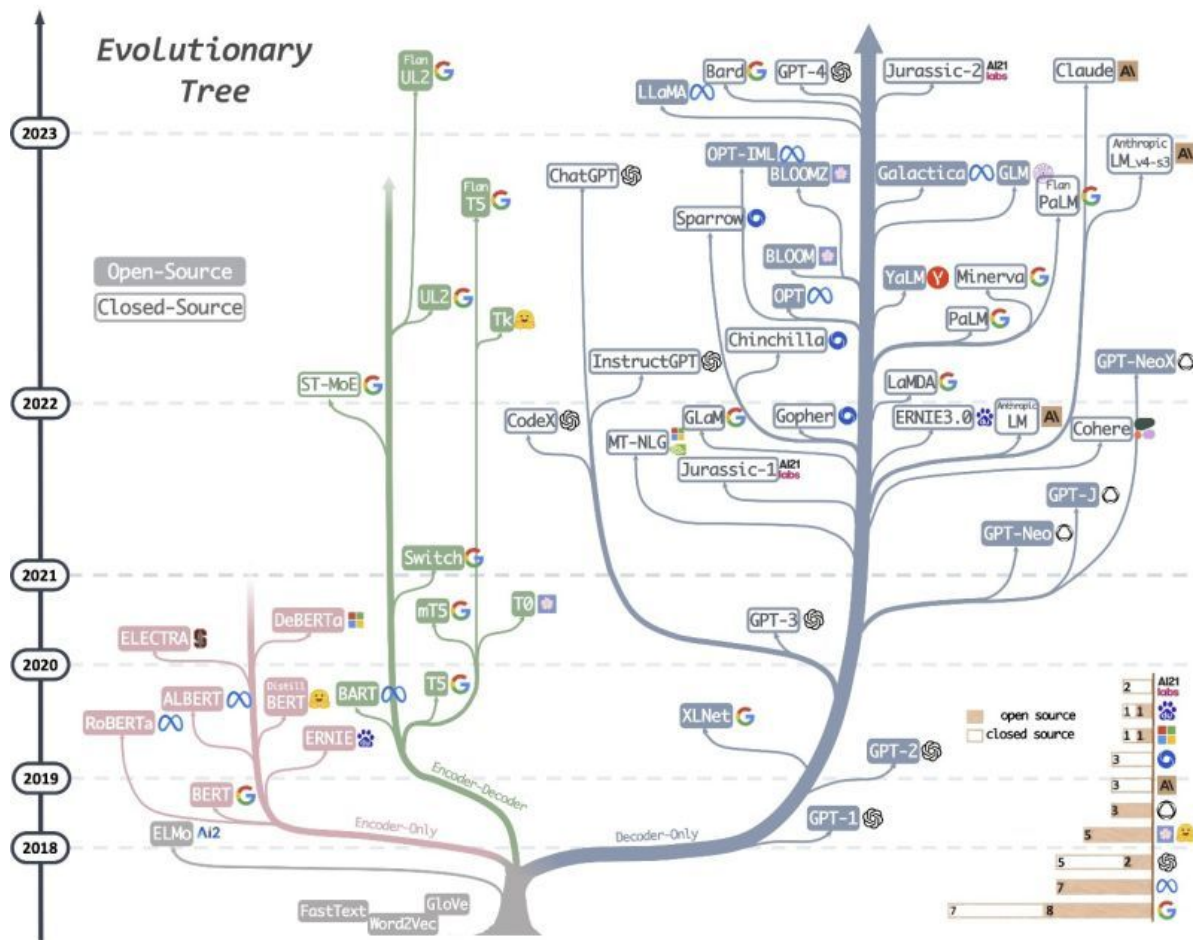 Evolutionary
Tree
Open-Source
Closed-Source
2023
2022
2021
2020
2019
2018
Flan
UL2
Bard
GPT-4
Jurassic-2
AI21
labs
Claude
A\
LLaMA
OPT-IML
BLOOMZ
ChatGPT
Galactica
GLM
Anthropic
LM_v4-s3
A\
Flan
T5
Flan
PaLM
Sparrow
BLOOM
UL2
OPT
YaLM
Minerva
Tk
PaLM
Chinchilla
InstructGPT
GPT-NeoX
ST-MoE
LaMDA
CodeX
GLaM
Gopher
ERNIE3.0
Anthropic
LM
A\
Cohere
MT-NLG
Jurassic-1
AI21
labs
GPT-J
GPT-Neo
Switch
mT5
T0
GPT-3
DeBERTa
ELECTRA
ALBERT
Distill
BERT
BART
T5
RoBERTa
ERNIE
XLNet
GPT-2
BERT
GPT-1
ELMo
AI2
Encoder-Only
Encoder-Decoder
Decoder-Only
FastText
Word2Vec
GloVe
open source
closed source
2
AI21
labs
1 1
1 1
3
3
A\
3
5
5 2
7
7 8